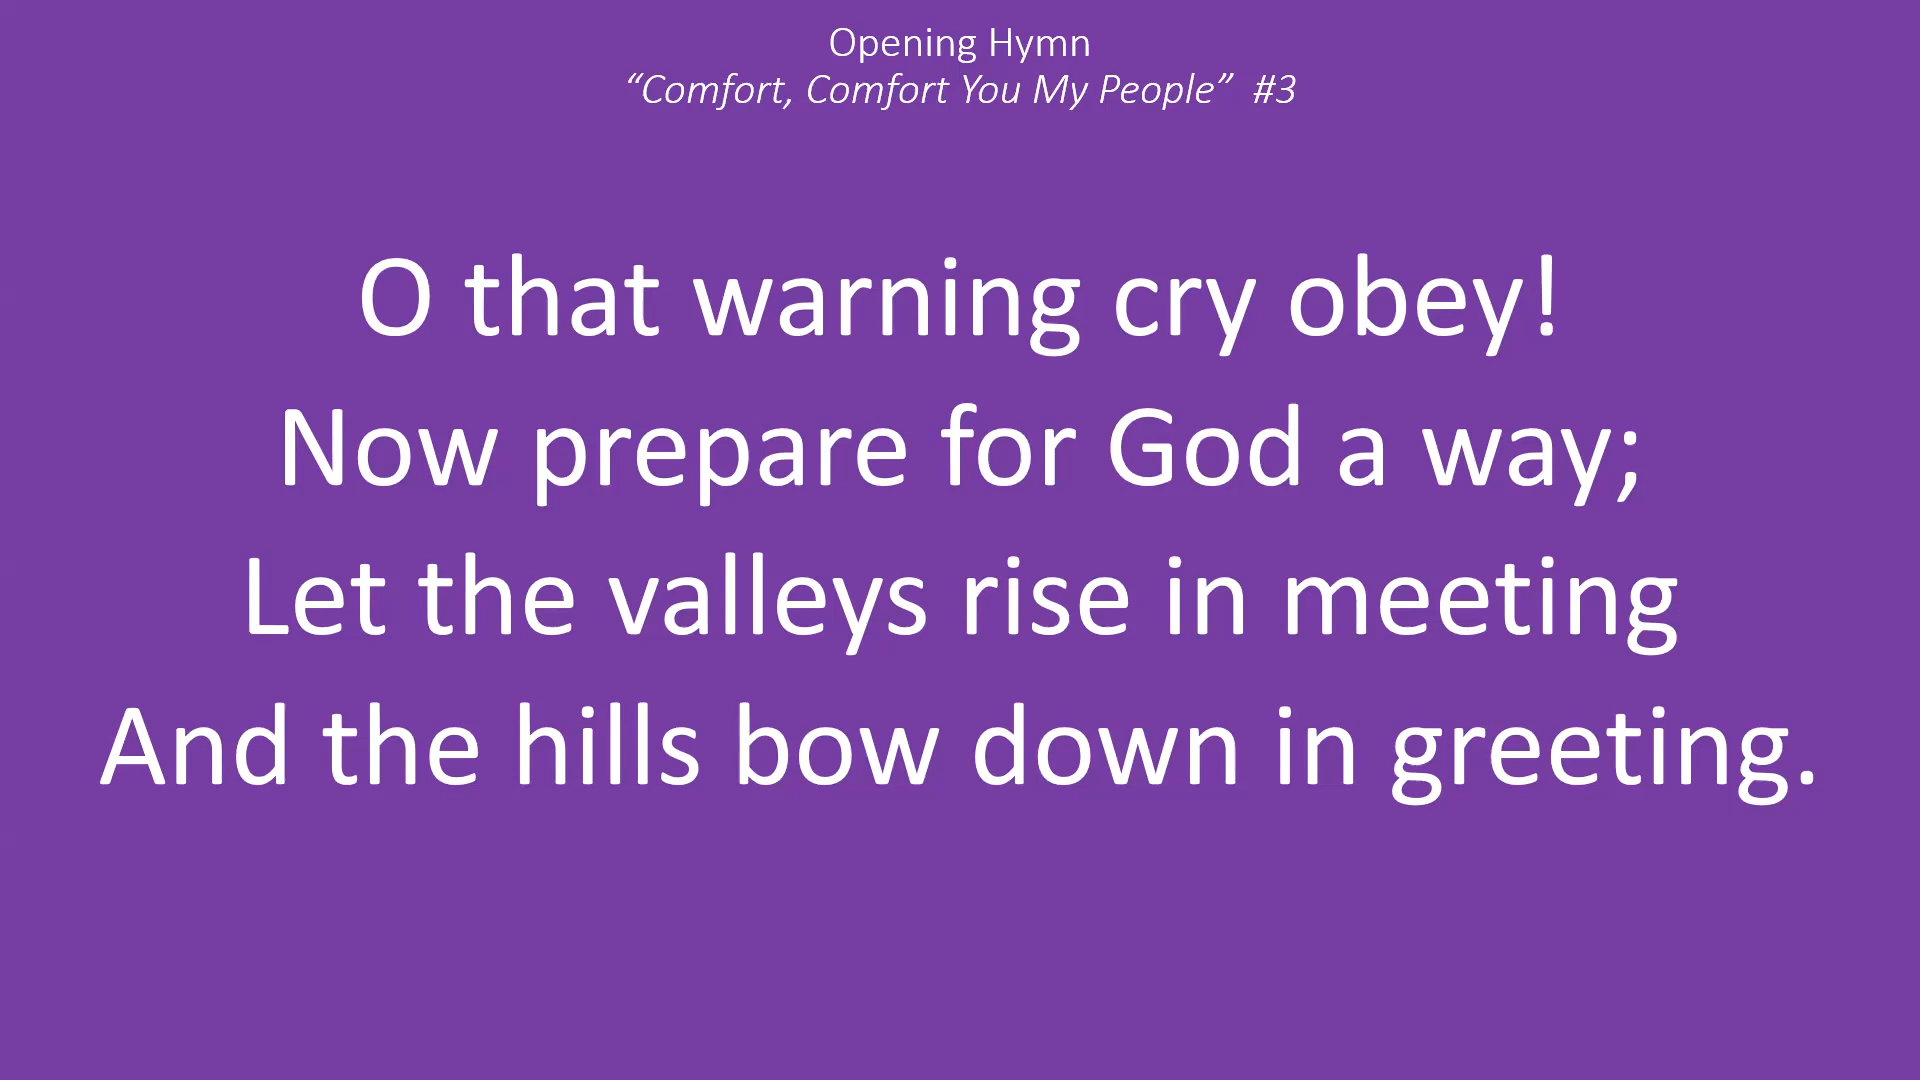 Opening Hymn
“Comfort, Comfort You My People” #3
O that warning cry obey!
Now prepare for God a way;
Let the valleys rise in meeting
And the hills bow down in greeting.